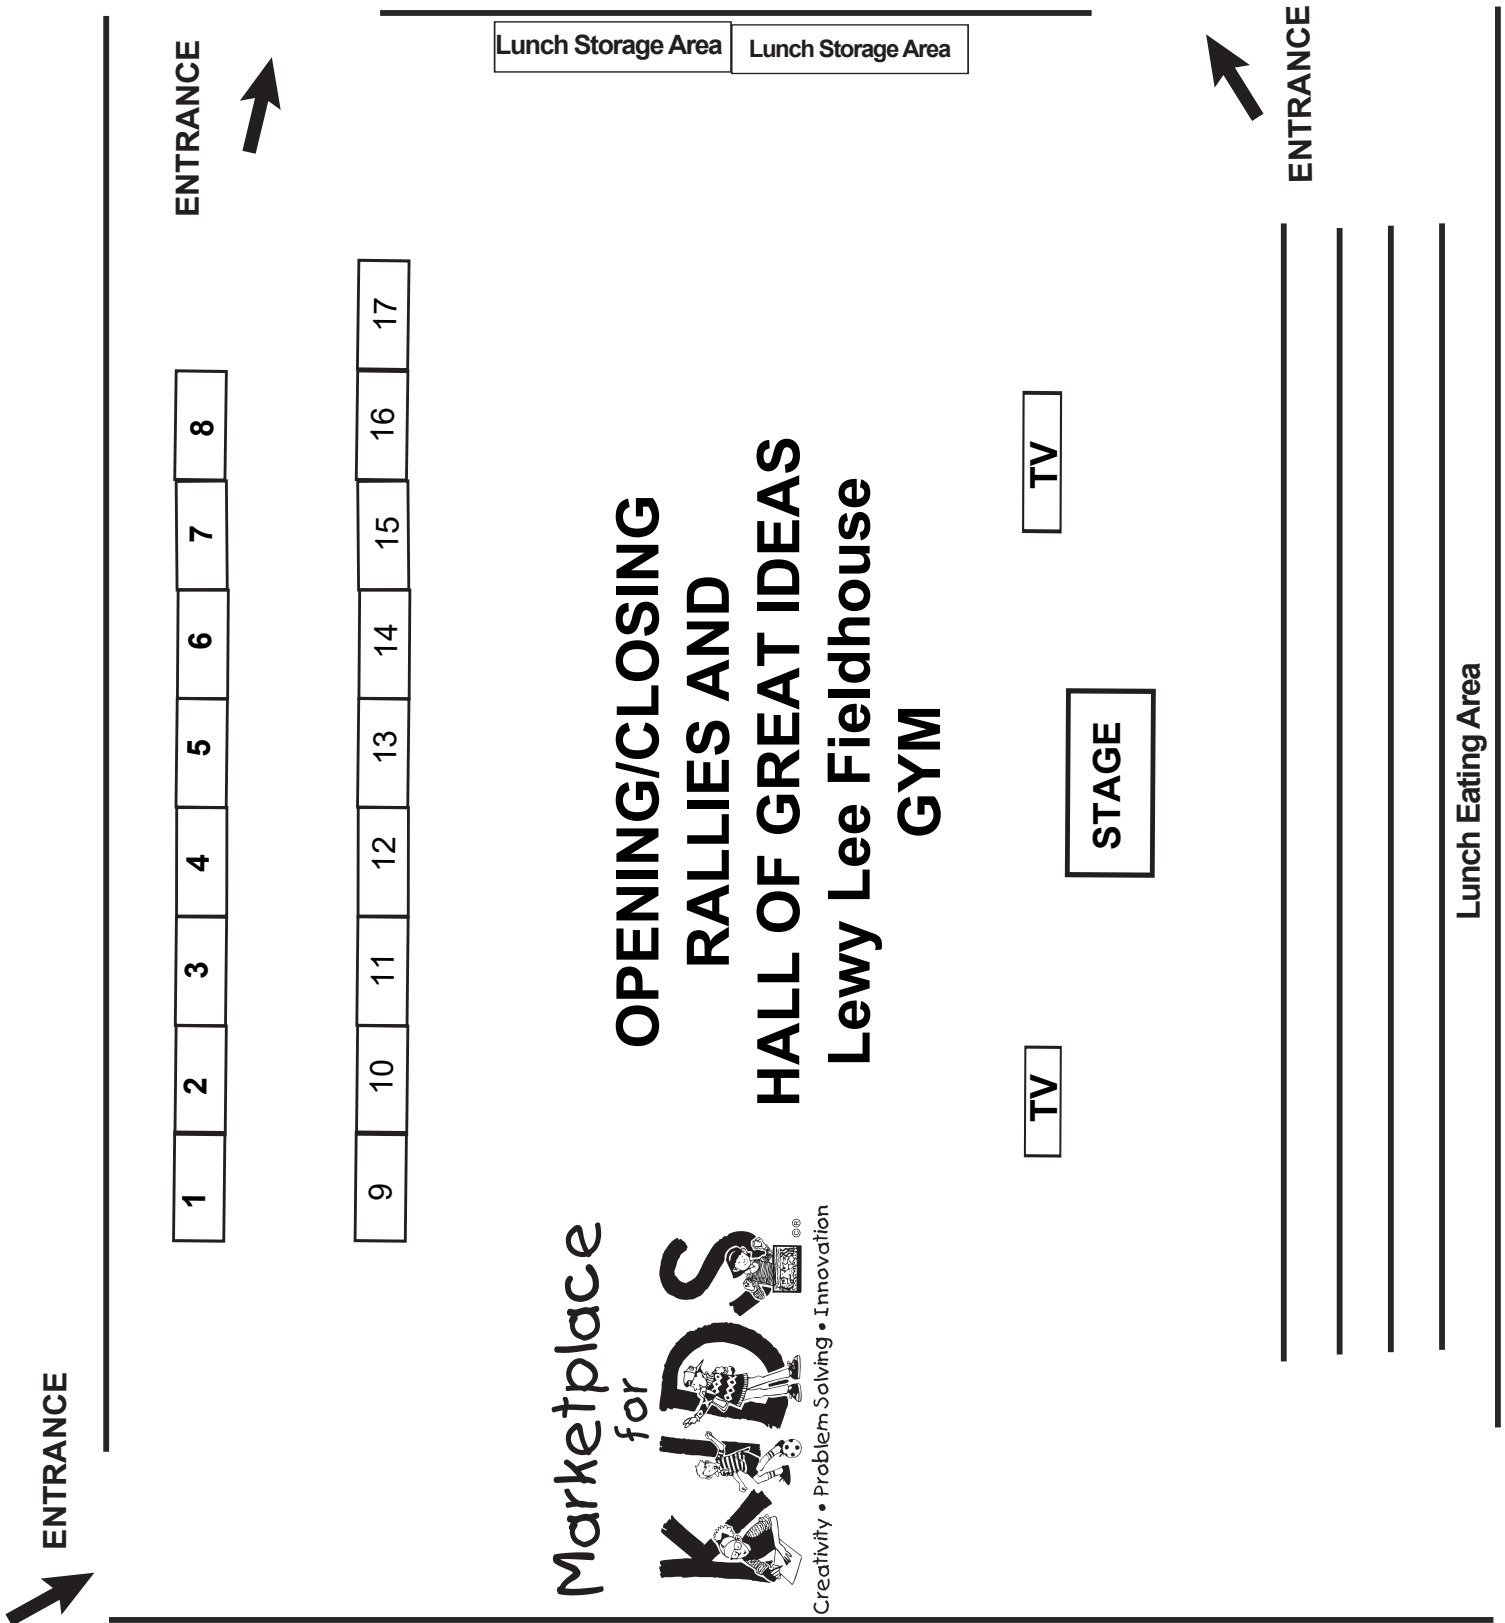 Lunch Storage Area
Lunch Storage Area
ENTRANCE
ENTRANCE
ENTRANCE
1
2
3
4
5
6
7
8
9
10
11
12
13
14
15
16
17
OPENING/CLOSING
RALLIES AND
HALL OF GREAT IDEAS
Lewy Lee Fieldhouse
GYM
Marketplace
for
KIDS
©®
Creativity • Problem Solving • Innovation
TV
TV
STAGE
Lunch Eating Area